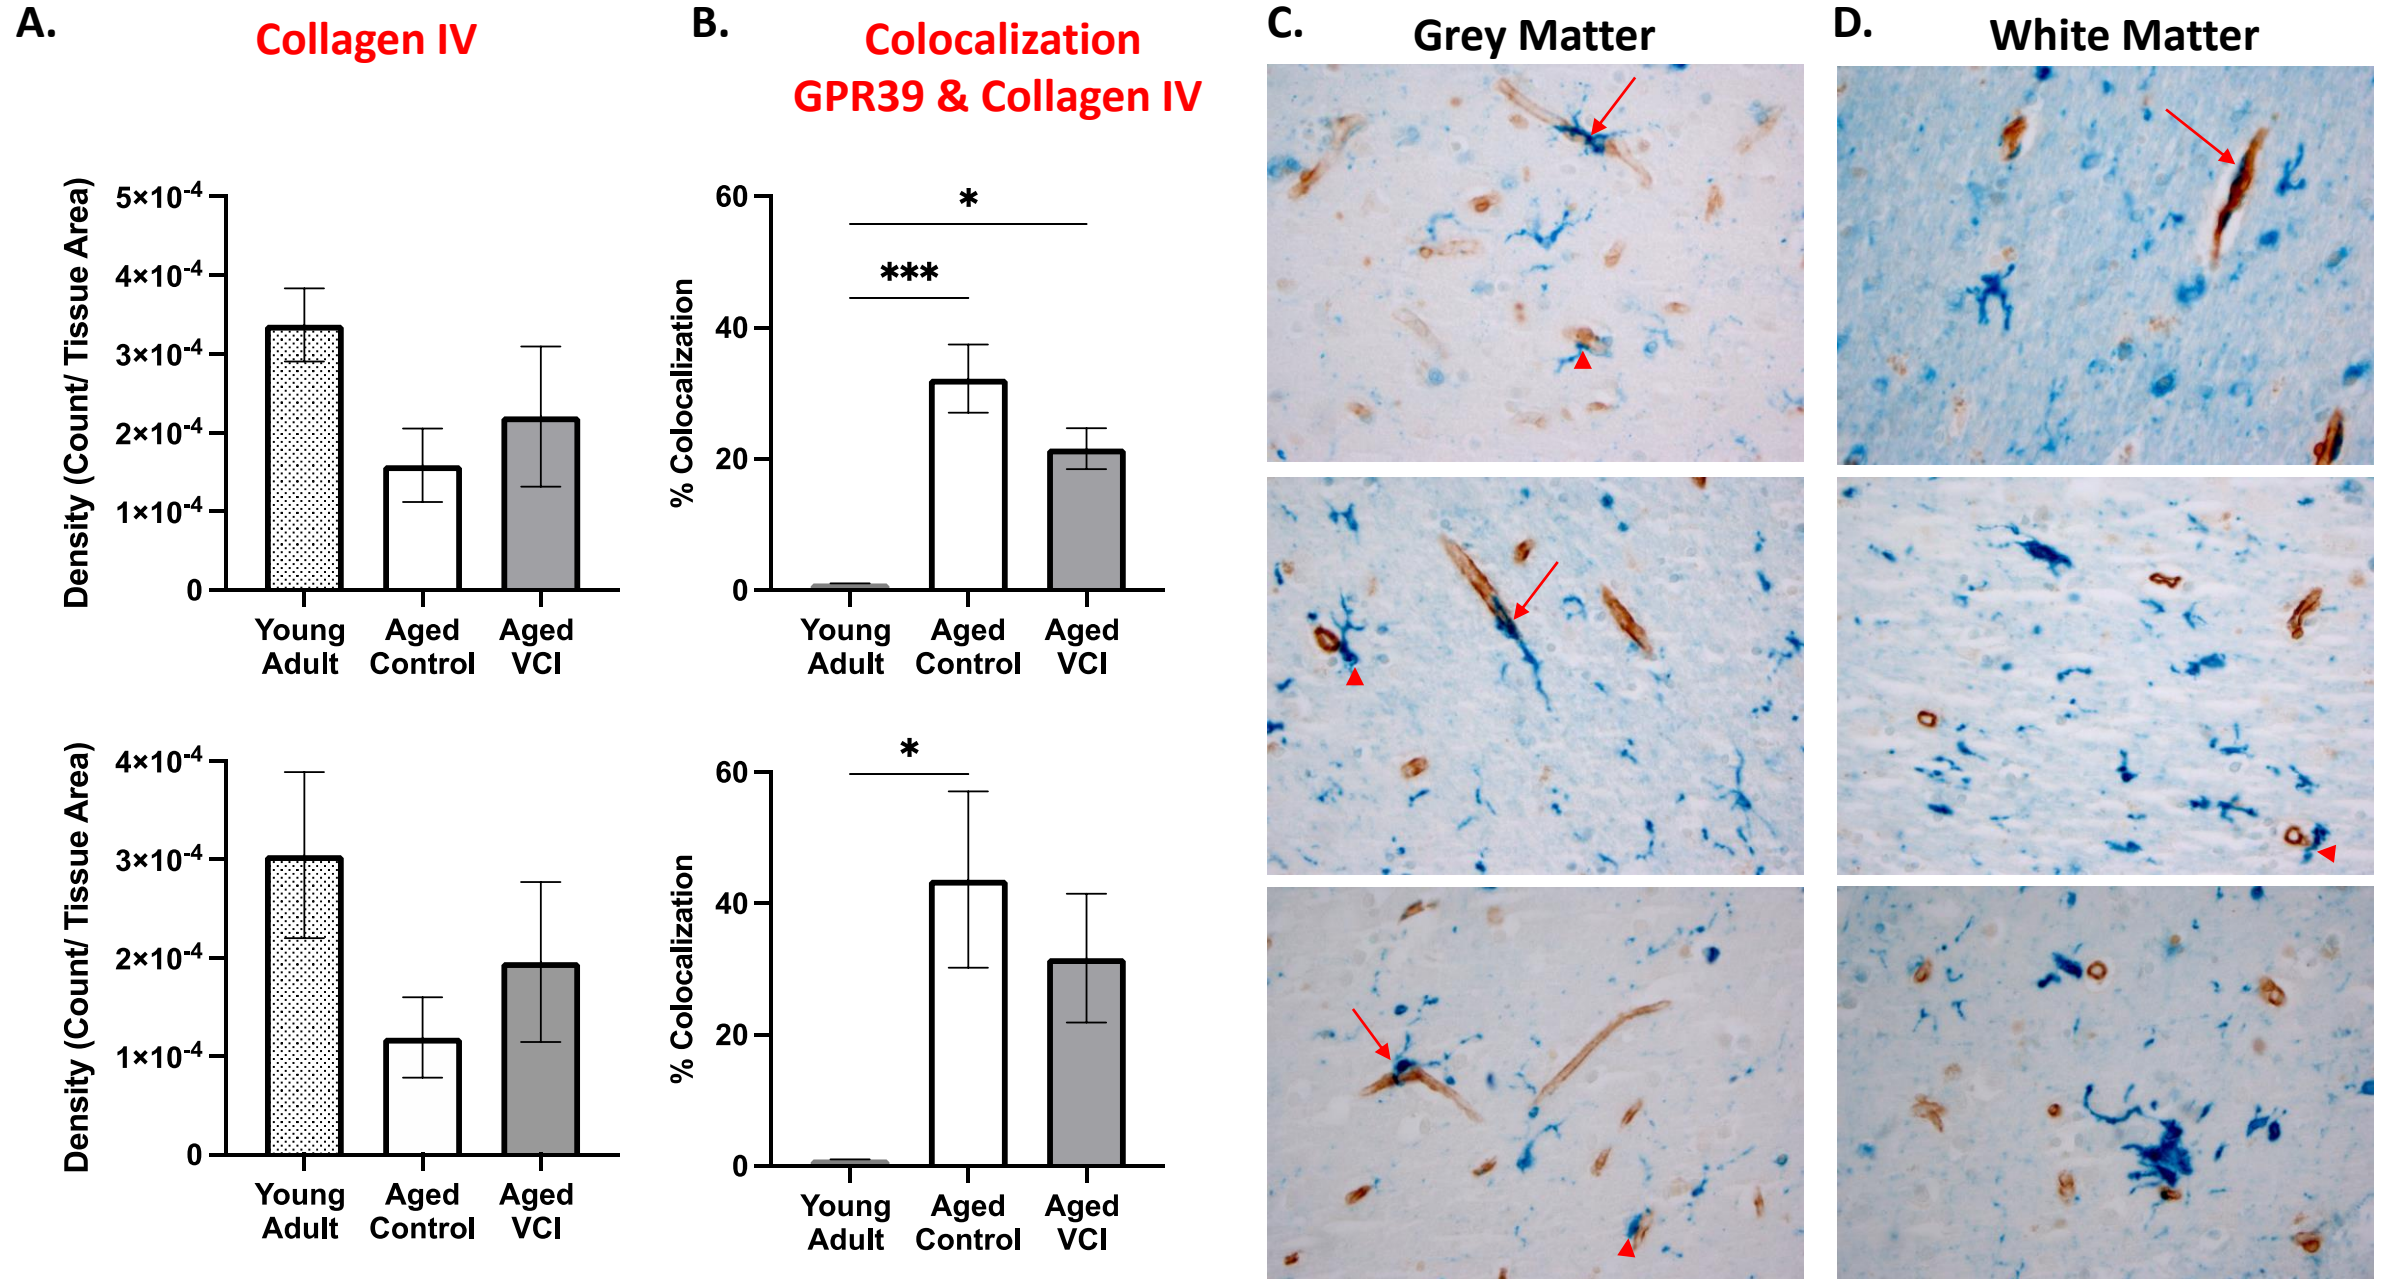 A.
Collagen IV
B.
Colocalization
GPR39 & Collagen IV
C.
Grey Matter
D.
White Matter
Density (Count/ Tissue Area)
5×10⁻⁴
4×10⁻⁴
3×10⁻⁴
2×10⁻⁴
1×10⁻⁴
0
Young Adult
Aged Control
Aged VCI
% Colocalization
60
40
20
0
*
***
Young Adult
Aged Control
Aged VCI
Density (Count/ Tissue Area)
4×10⁻⁴
3×10⁻⁴
2×10⁻⁴
1×10⁻⁴
0
Young Adult
Aged Control
Aged VCI
% Colocalization
60
40
20
0
*
Young Adult
Aged Control
Aged VCI